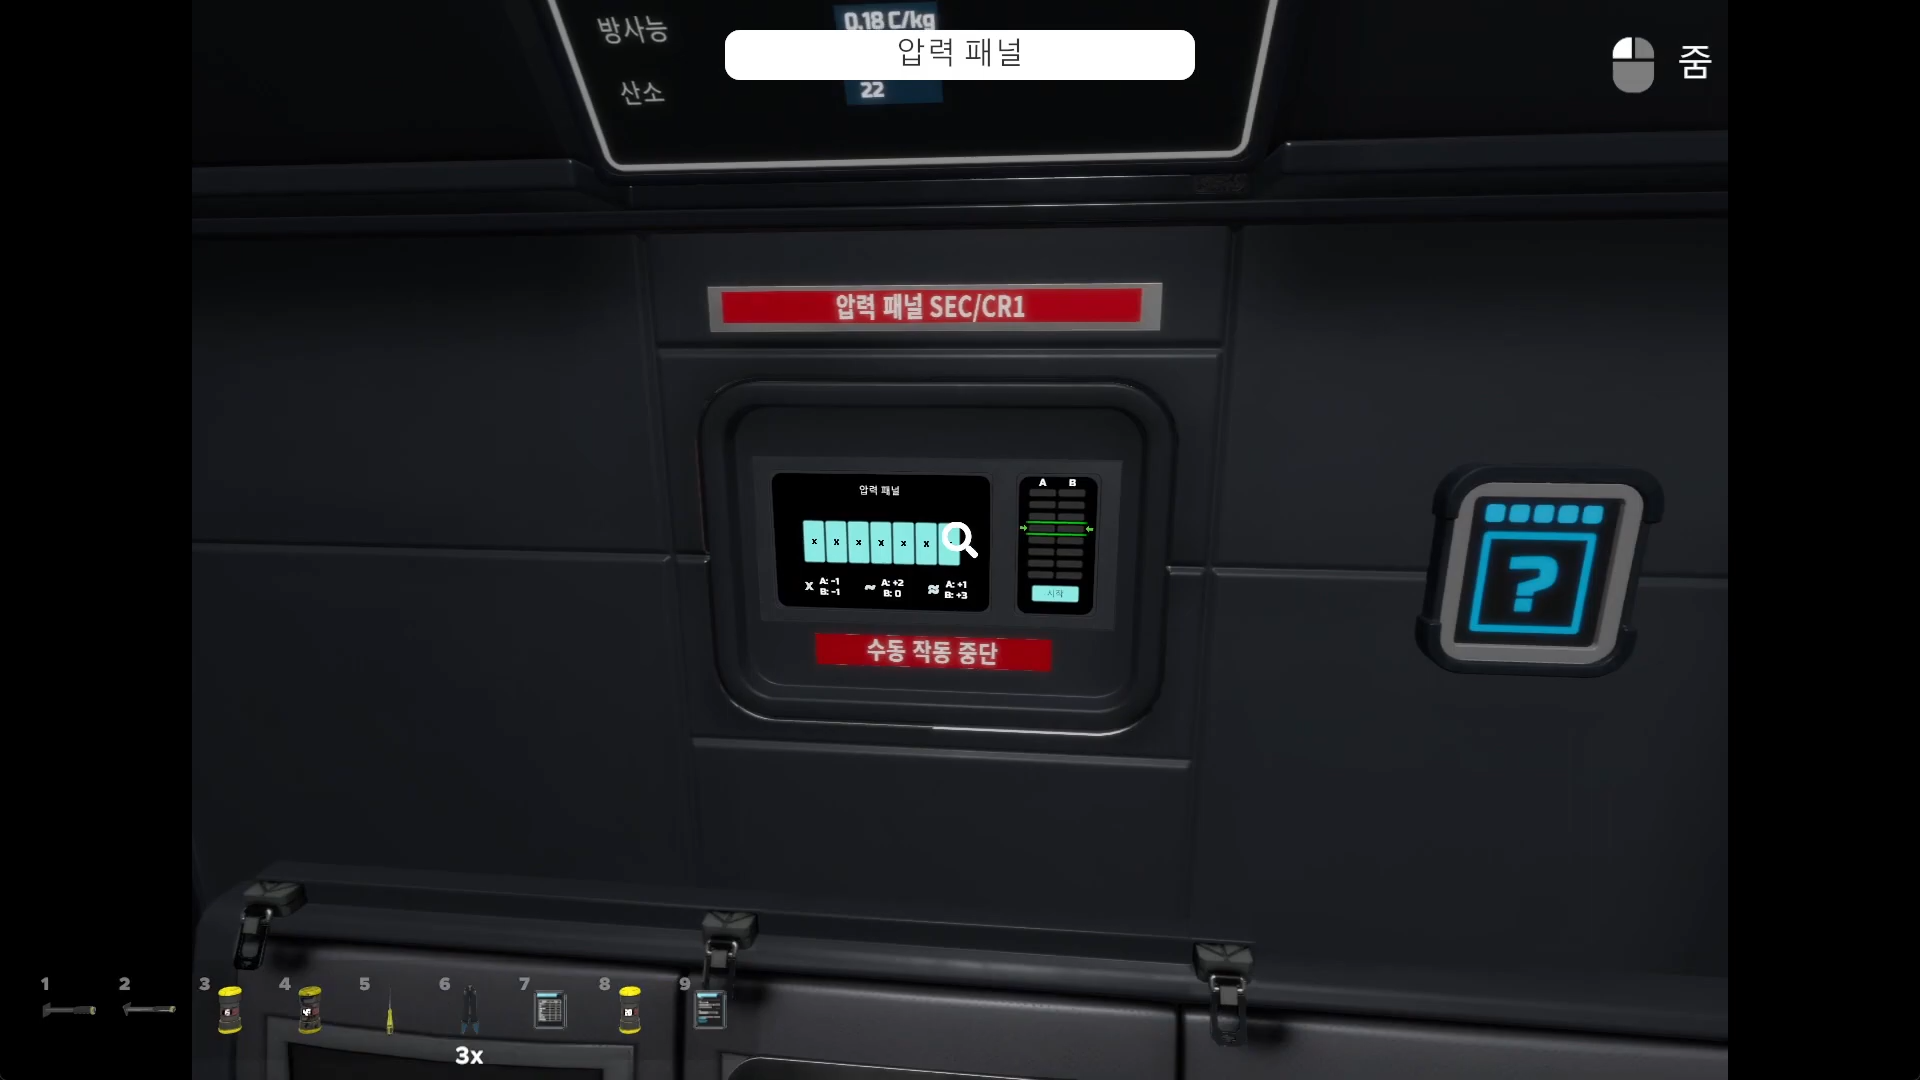 방사능 0.18 C/kg
압력 패널
줌
산소 22
압력 패널 SEC/CR1
압력 패널
A B
x x x x x x
X A: -1 B: -1 ~ A: +2 B: 0 ≈ A: +1 B: +3
시작
수동 작동 중단
?
1 2 3 4 5 6 7 8 9
3x